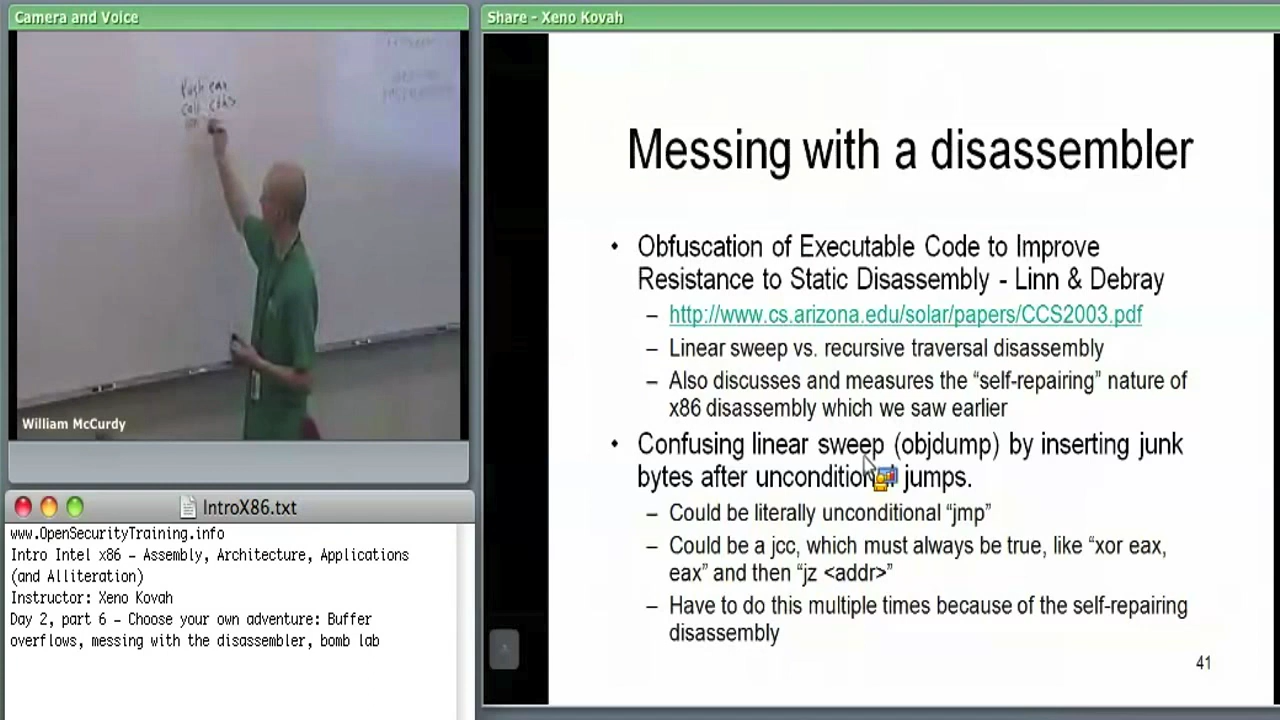 Camera and Voice
Push eax
call
William McCurdy
IntroX86.txt
www.OpenSecurityTraining.info
Intro Intel x86 – Assembly, Architecture, Applications
(and Alliteration)
Instructor: Xeno Kovah
Day 2, part 6 – Choose your own adventure: Buffer
overflows, messing with the disassembler, bomb lab
Share - Xeno Kovah
Messing with a disassembler
• Obfuscation of Executable Code to Improve
Resistance to Static Disassembly - Linn & Debray
– http://www.cs.arizona.edu/solar/papers/CCS2003.pdf
– Linear sweep vs. recursive traversal disassembly
– Also discusses and measures the “self-repairing” nature of
x86 disassembly which we saw earlier
• Confusing linear sweep (objdump) by inserting junk
bytes after unconditional jumps.
– Could be literally unconditional “jmp”
– Could be a jcc, which must always be true, like “xor eax,
eax” and then “jz <addr>”
– Have to do this multiple times because of the self-repairing
disassembly
41